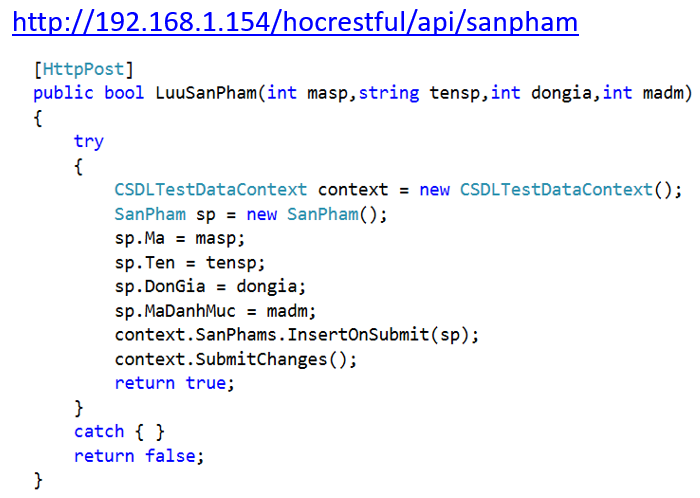 http://192.168.1.154/hocrestful/api/sanpham
[HttpPost]
public bool LuuSanPham(int masp,string tensp,int dongia,int madm)
{
try
{
CSDLTestDataContext context = new CSDLTestDataContext();
SanPham sp = new SanPham();
sp.Ma = masp;
sp.Ten = tensp;
sp.DonGia = dongia;
sp.MaDanhMuc = madm;
context.SanPhams.InsertOnSubmit(sp);
context.SubmitChanges();
return true;
}
catch { }
return false;
}